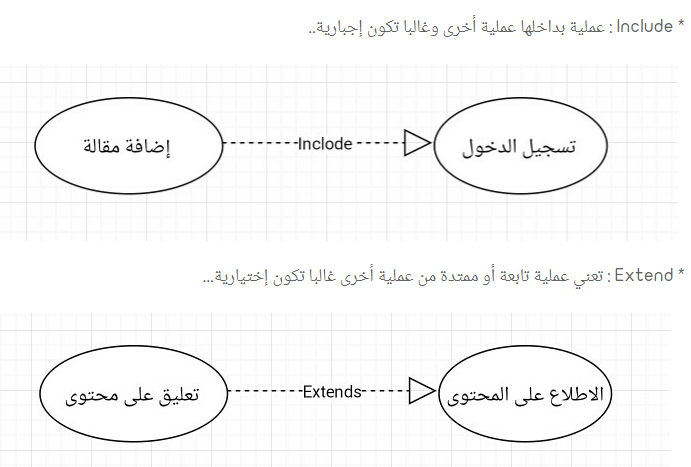 * Include : عملية بداخلها عملية أخرى وغالبا تكون إجبارية..
إضافة مقالة
Inclode
تسجيل الدخول
* Extend : تعني عملية تابعة أو ممتدة من عملية أخرى غالبا تكون إختيارية...
تعليق على محتوى
Extends
الاطلاع على المحتوى